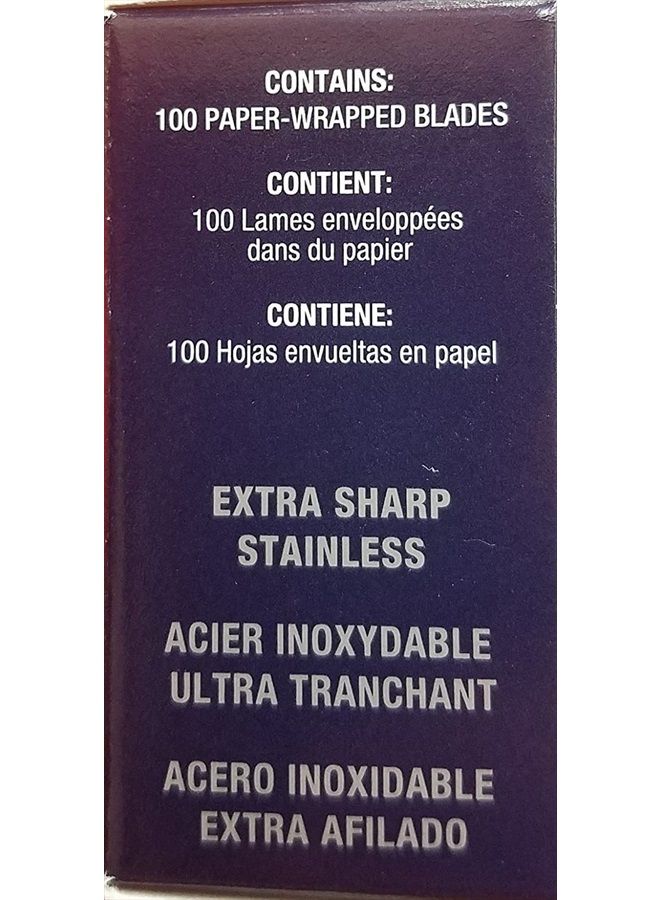 CONTAINS:
100 PAPER-WRAPPED BLADES
CONTIENT:
100 Lames enveloppées
dans du papier
CONTIENE:
100 Hojas envueltas en papel
EXTRA SHARP
STAINLESS
ACIER INOXYDABLE
ULTRA TRANCHANT
ACERO INOXIDABLE
EXTRA AFILADO